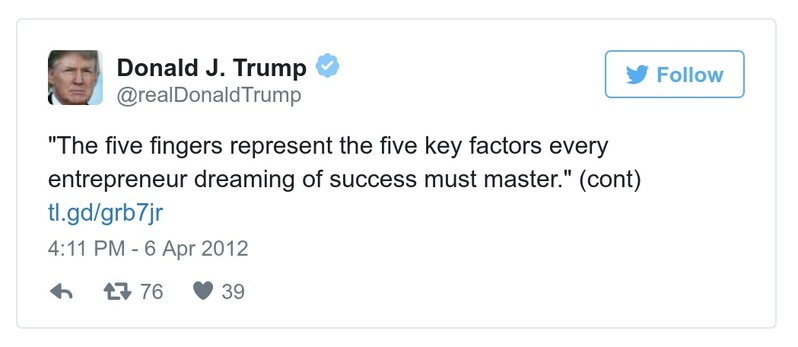 Donald J. Trump
@realDonaldTrump
Follow
"The five fingers represent the five key factors every
entrepreneur dreaming of success must master." (cont)
tl.gd/grb7jr
4:11 PM - 6 Apr 2012
76 39